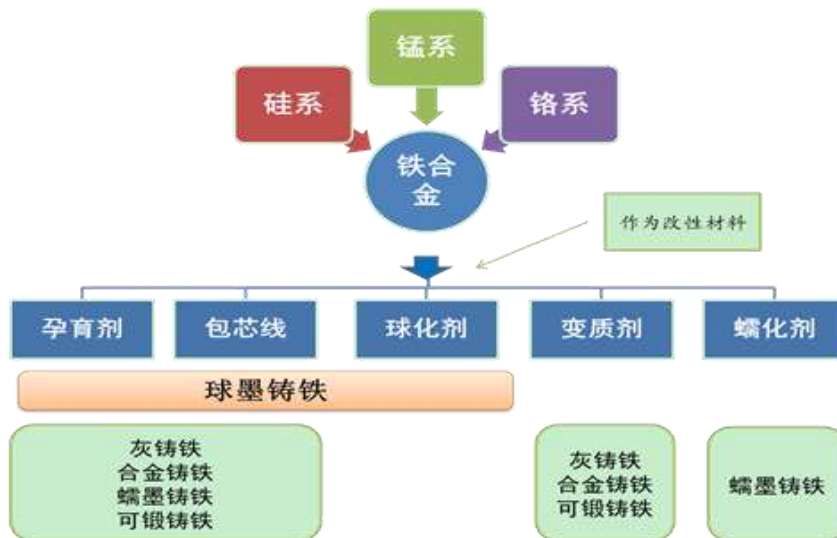 锰系
硅系
铬系
铁合
金
作为改性材料
孕育剂
包芯线
球化剂
变质剂
蠕化剂
球墨铸铁
灰铸铁
合金铸铁
蠕墨铸铁
可锻铸铁
灰铸铁
合金铸铁
可锻铸铁
蠕墨铸铁